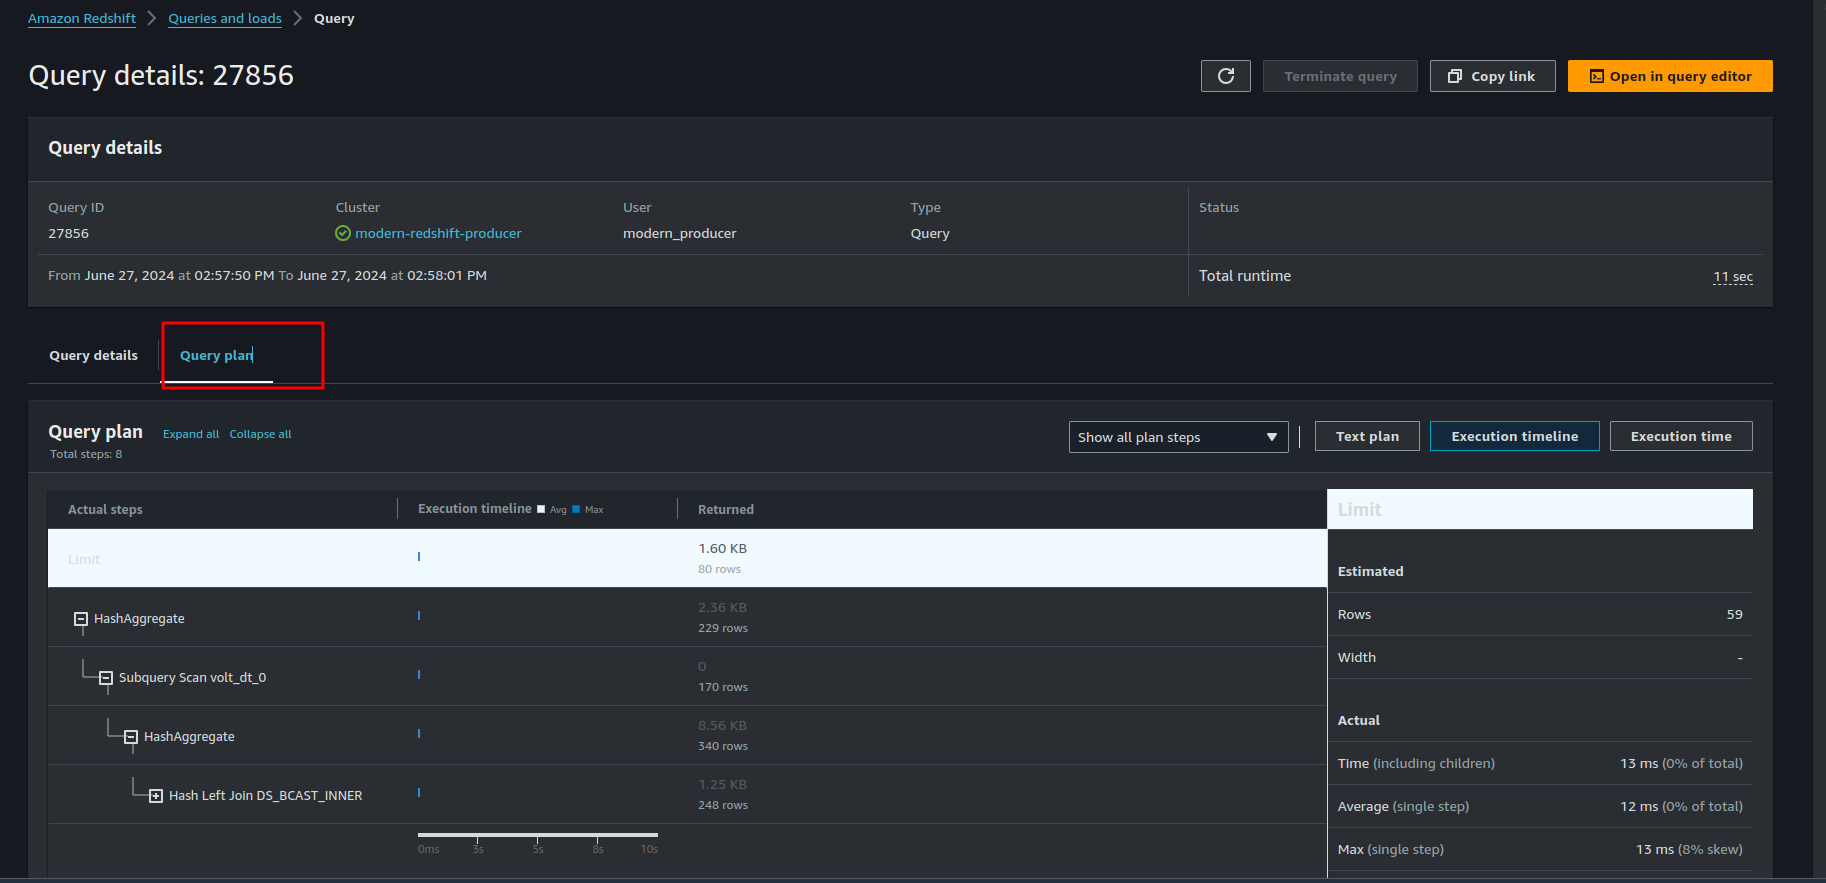 Amazon Redshift > Queries and loads > Query
Query details: 27856
Terminate query
Copy link
Open in query editor
Query details
Query ID
Cluster
User
Type
Status
27856
modern-redshift-producer
modern_producer
Query
From June 27, 2024 at 02:57:50 PM To June 27, 2024 at 02:58:01 PM
Total runtime
11 sec
Query details
Query plan
Query plan
Expand all
Collapse all
Total steps: 8
Show all plan steps
Text plan
Execution timeline
Execution time
Actual steps
Execution timeline
Avg
Max
Returned
Limit
1.60 KB
80 rows
HashAggregate
2.36 KB
229 rows
Subquery Scan volt_dt_0
0
170 rows
HashAggregate
8.56 KB
340 rows
Hash Left Join DS_BCAST_INNER
1.25 KB
248 rows
0ms
3s
5s
8s
10s
Limit
Estimated
Rows
59
Width
-
Actual
Time (including children)
13 ms (0% of total)
Average (single step)
12 ms (0% of total)
Max (single step)
13 ms (8% skew)